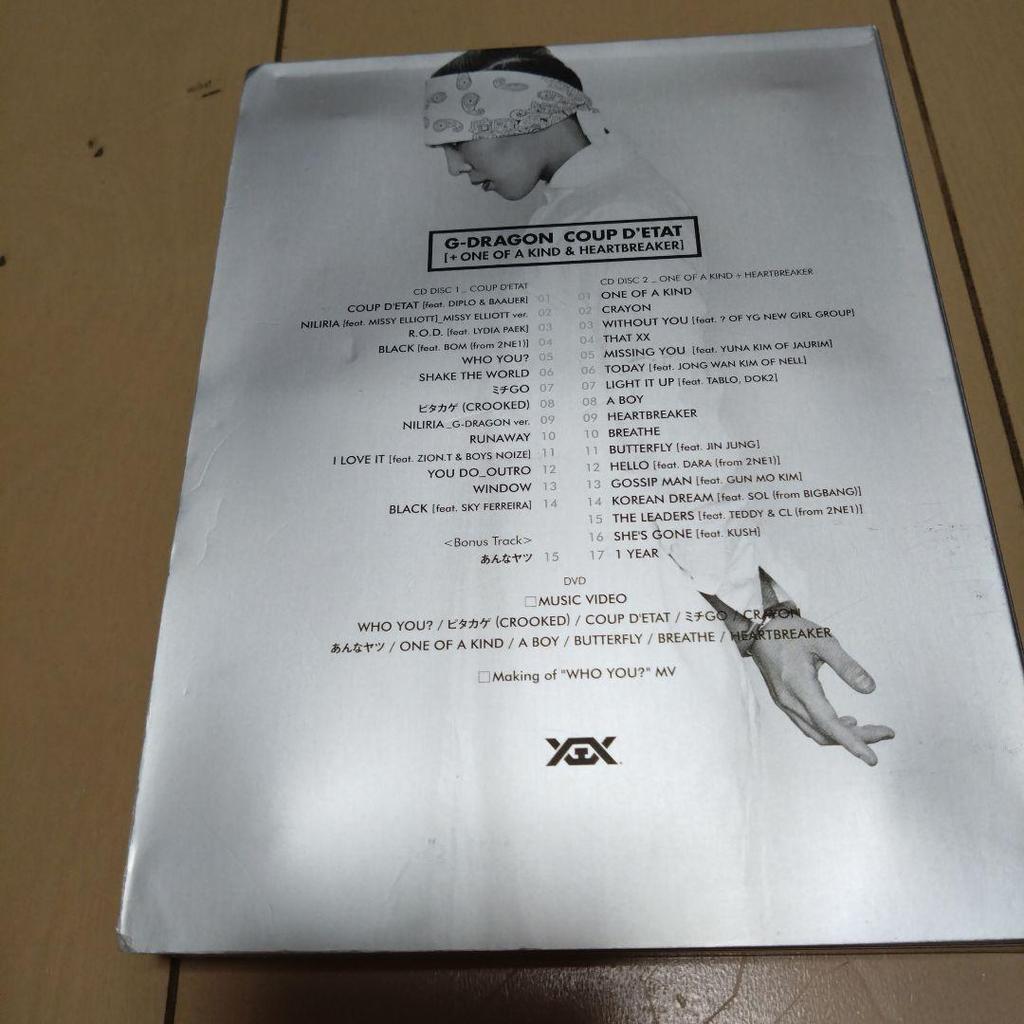 G-DRAGON COUP D'ETAT
[+ ONE OF A KIND & HEARTBREAKER]
CD DISC 1 _ COUP D'ETAT
COUP D'ETAT [feat. DIPLO & BAAUER] 01
NILIRIA [feat. MISSY ELLIOTT]_MISSY ELLIOTT ver. 02
R.O.D. [feat. LYDIA PAEK] 03
BLACK [feat. BOM (from 2NE1)] 04
WHO YOU? 05
SHAKE THE WORLD 06
ミチGO 07
ピタカゲ (CROOKED) 08
NILIRIA_G-DRAGON ver. 09
RUNAWAY 10
I LOVE IT [feat. ZION.T & BOYS NOIZE] 11
YOU DO_OUTRO 12
WINDOW 13
BLACK [feat. SKY FERREIRA] 14
<Bonus Track>
あんなヤツ 15
CD DISC 2 _ ONE OF A KIND + HEARTBREAKER
01 ONE OF A KIND
02 CRAYON
03 WITHOUT YOU [feat. ? OF YG NEW GIRL GROUP]
04 THAT XX
05 MISSING YOU [feat. YUNA KIM OF JAURIM]
06 TODAY [feat. JONG WAN KIM OF NELL]
07 LIGHT IT UP [feat. TABLO, DOK2]
08 A BOY
09 HEARTBREAKER
10 BREATHE
11 BUTTERFLY [feat. JIN JUNG]
12 HELLO [feat. DARA (from 2NE1)]
13 GOSSIP MAN [feat. GUN MO KIM]
14 KOREAN DREAM [feat. SOL (from BIGBANG)]
15 THE LEADERS [feat. TEDDY & CL (from 2NE1)]
16 SHE'S GONE [feat. KUSH]
17 1 YEAR
DVD
□MUSIC VIDEO
WHO YOU? / ピタカゲ (CROOKED) / COUP D'ETAT / ミチGO / CRAYON
あんなヤツ / ONE OF A KIND / A BOY / BUTTERFLY / BREATHE / HEARTBREAKER
□Making of "WHO YOU?" MV